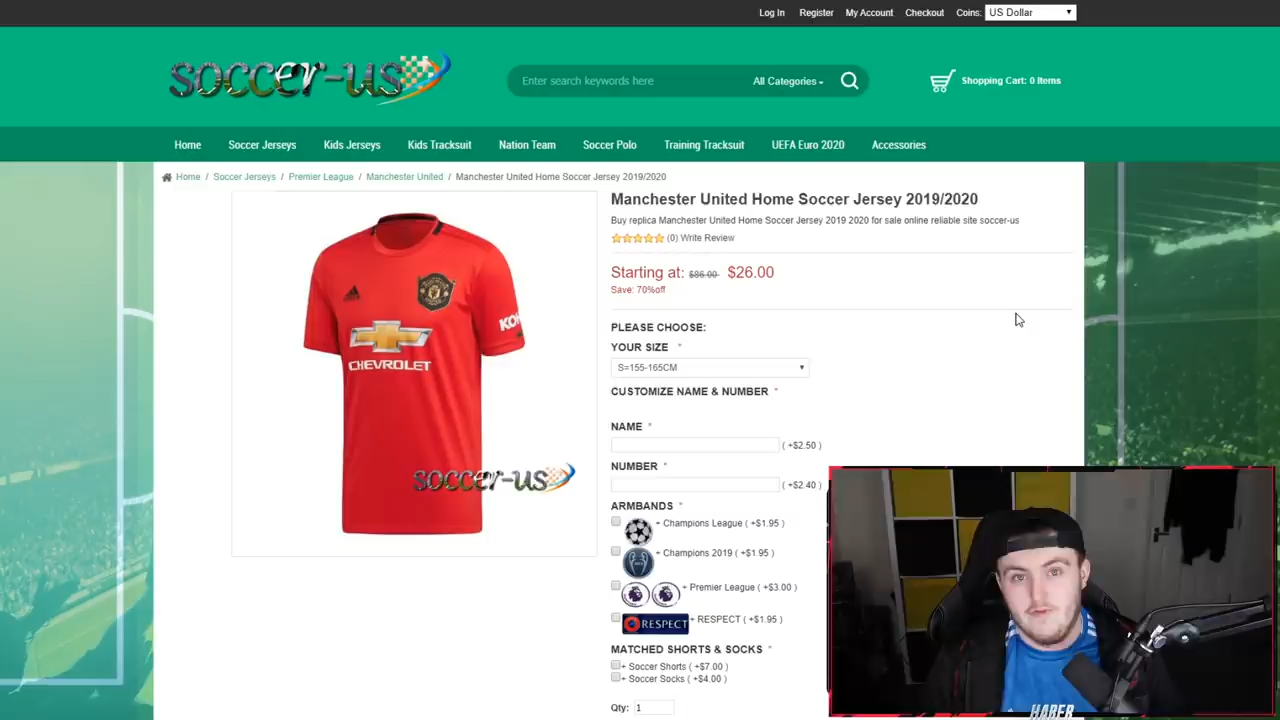 Log In Register My Account Checkout Coins: US Dollar
soccer-us
Enter search keywords here All Categories
Shopping Cart: 0 Items
Home Soccer Jerseys Kids Jerseys Kids Tracksuit Nation Team Soccer Polo Training Tracksuit UEFA Euro 2020 Accessories
Home / Soccer Jerseys / Premier League / Manchester United / Manchester United Home Soccer Jersey 2019/2020
Manchester United Home Soccer Jersey 2019/2020
Buy replica Manchester United Home Soccer Jersey 2019 2020 for sale online reliable site soccer-us
(0) Write Review
Starting at: $86.00 $26.00
Save: 70%off
PLEASE CHOOSE:
YOUR SIZE *
S=155-165CM
CUSTOMIZE NAME & NUMBER *
NAME *
( +$2.50 )
NUMBER *
( +$2.40 )
ARMBANDS *
+ Champions League ( +$1.95 )
+ Champions 2019 ( +$1.95 )
+ Premier League ( +$3.00 )
RESPECT + RESPECT ( +$1.95 )
MATCHED SHORTS & SOCKS *
+ Soccer Shorts ( +$7.00 )
+ Soccer Socks ( +$4.00 )
Qty: 1
CHEVROLET
soccer-us
HABER